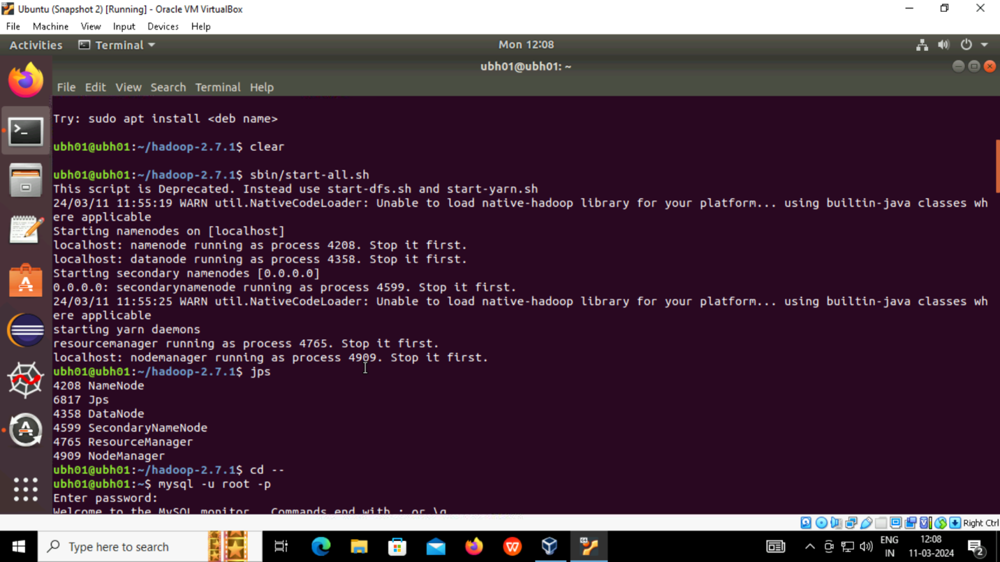 Ubuntu (Snapshot 2) [Running] - Oracle VM VirtualBox
File Machine View Input Devices Help
Activities Terminal Mon 12:08
ubh01@ubh01: ~
File Edit View Search Terminal Help
Try: sudo apt install <deb name>
ubh01@ubh01:~/hadoop-2.7.1$ clear
ubh01@ubh01:~/hadoop-2.7.1$ sbin/start-all.sh
This script is Deprecated. Instead use start-dfs.sh and start-yarn.sh
24/03/11 11:55:19 WARN util.NativeCodeLoader: Unable to load native-hadoop library for your platform... using builtin-java classes wh
ere applicable
Starting namenodes on [localhost]
localhost: namenode running as process 4208. Stop it first.
localhost: datanode running as process 4358. Stop it first.
Starting secondary namenodes [0.0.0.0]
0.0.0.0: secondarynamenode running as process 4599. Stop it first.
24/03/11 11:55:25 WARN util.NativeCodeLoader: Unable to load native-hadoop library for your platform... using builtin-java classes wh
ere applicable
starting yarn daemons
resourcemanager running as process 4765. Stop it first.
localhost: nodemanager running as process 4909. Stop it first.
ubh01@ubh01:~/hadoop-2.7.1$ jps
4208 NameNode
6817 Jps
4358 DataNode
4599 SecondaryNameNode
4765 ResourceManager
4909 NodeManager
ubh01@ubh01:~/hadoop-2.7.1$ cd --
ubh01@ubh01:~$ mysql -u root -p
Enter password:
Welcome to the MySQL monitor. Commands end with ; or \g
Right Ctrl
Type here to search
ENG 12:08
IN 11-03-2024 2